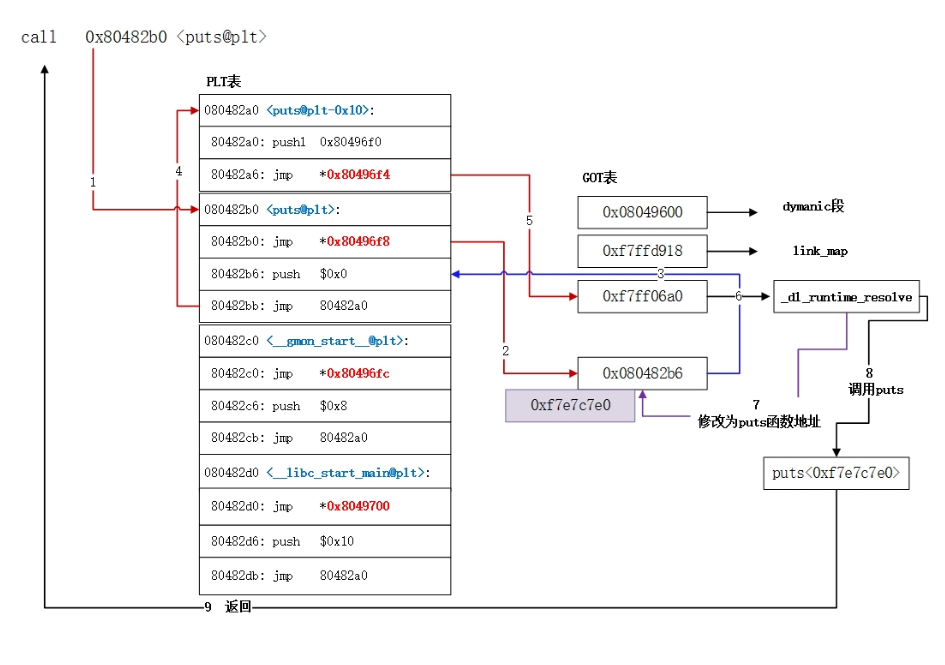 call 0x80482b0 <puts@plt>
PLT表
080482a0 <puts@plt-0x10>:
80482a0: pushl 0x80496f0
80482a6: jmp *0x80496f4
080482b0 <puts@plt>:
80482b0: jmp *0x80496f8
80482b6: push $0x0
80482bb: jmp 80482a0
080482c0 <__gmon_start__@plt>:
80482c0: jmp *0x80496fc
80482c6: push $0x8
80482cb: jmp 80482a0
080482d0 <__libc_start_main@plt>:
80482d0: jmp *0x8049700
80482d6: push $0x10
80482db: jmp 80482a0
1
4
5
2
GOT表
0x08049600
dymanic段
0xf7ffd918
link_map
3
0xf7ff06a0
6
_dl_runtime_resolve
0x080482b6
0xf7e7c7e0
7
修改为puts函数地址
8
调用puts
puts<0xf7e7c7e0>
9 返回